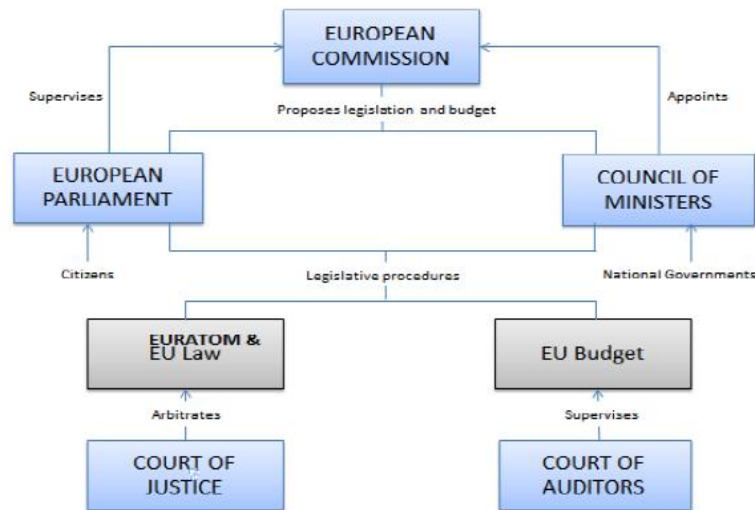 EUROPEAN
COMMISSION
Supervises
Proposes legislation and budget
Appoints
EUROPEAN
PARLIAMENT
COUNCIL OF
MINISTERS
Citizens
Legislative procedures
National Governments
EURATOM &
EU Law
EU Budget
Arbitrates
Supervises
COURT OF
JUSTICE
COURT OF
AUDITORS